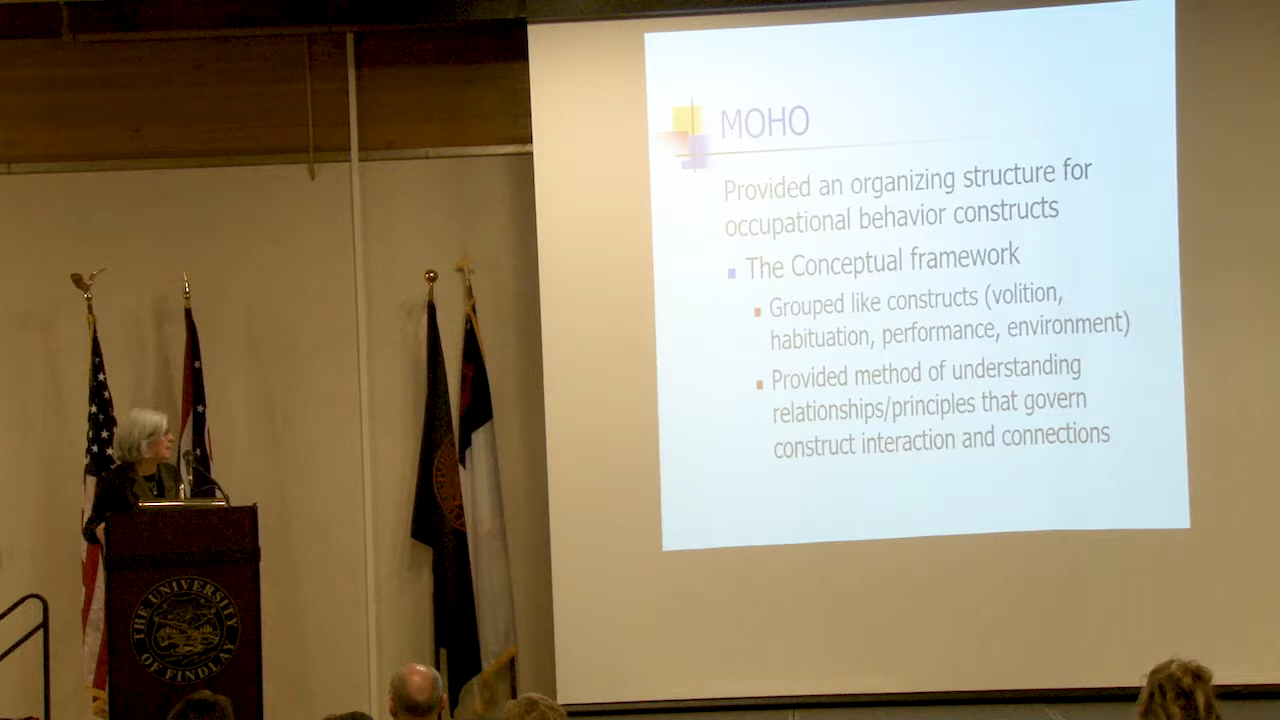 MOHO
Provided an organizing structure for
occupational behavior constructs
The Conceptual framework
Grouped like constructs (volition,
habituation, performance, environment)
Provided method of understanding
relationships/principles that govern
construct interaction and connections
THE UNIVERSITY
OF FINDLAY